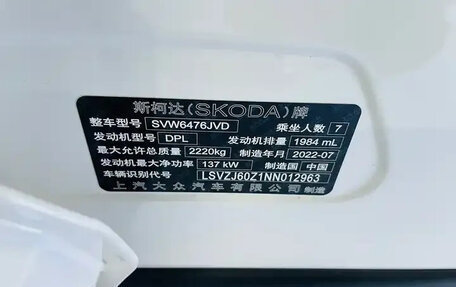 斯柯达(SKODA)牌
整车型号 SVW6476JVD 乘坐人数 7
发动机型号 DPL 发动机排量 1984 mL
最大允许总质量 2220kg 制造年月 2022-07
发动机最大净功率 137 kW 制造国 中国
车辆识别代号 LSVZJ60Z1NN012963
上汽大众汽车有限公司 制造